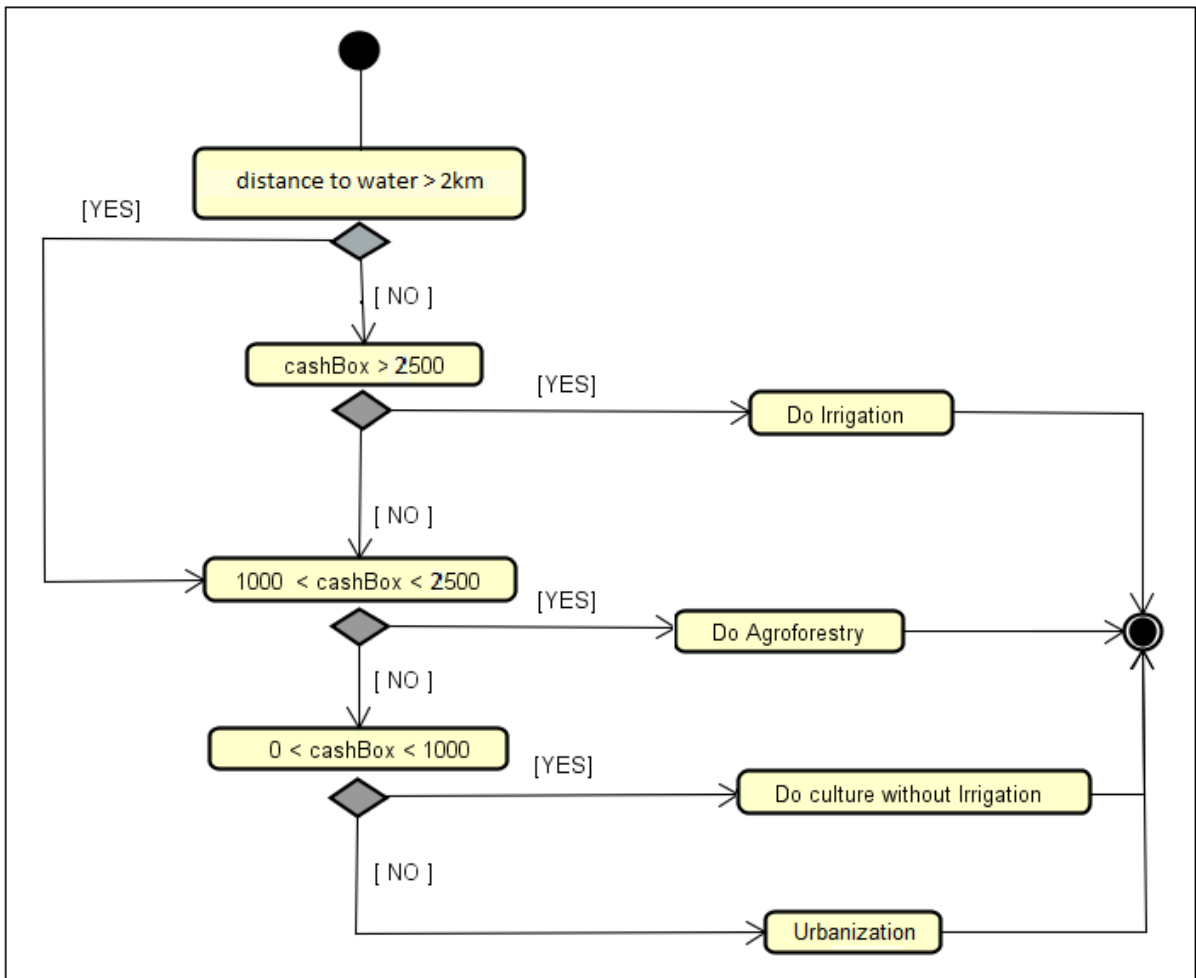 distance to water > 2km
[YES]
[ NO ]
cashBox > 2500
[YES]
Do Irrigation
[ NO ]
1000 < cashBox < 2500
[YES]
Do Agroforestry
[ NO ]
0 < cashBox < 1000
[YES]
Do culture without Irrigation
[ NO ]
Urbanization